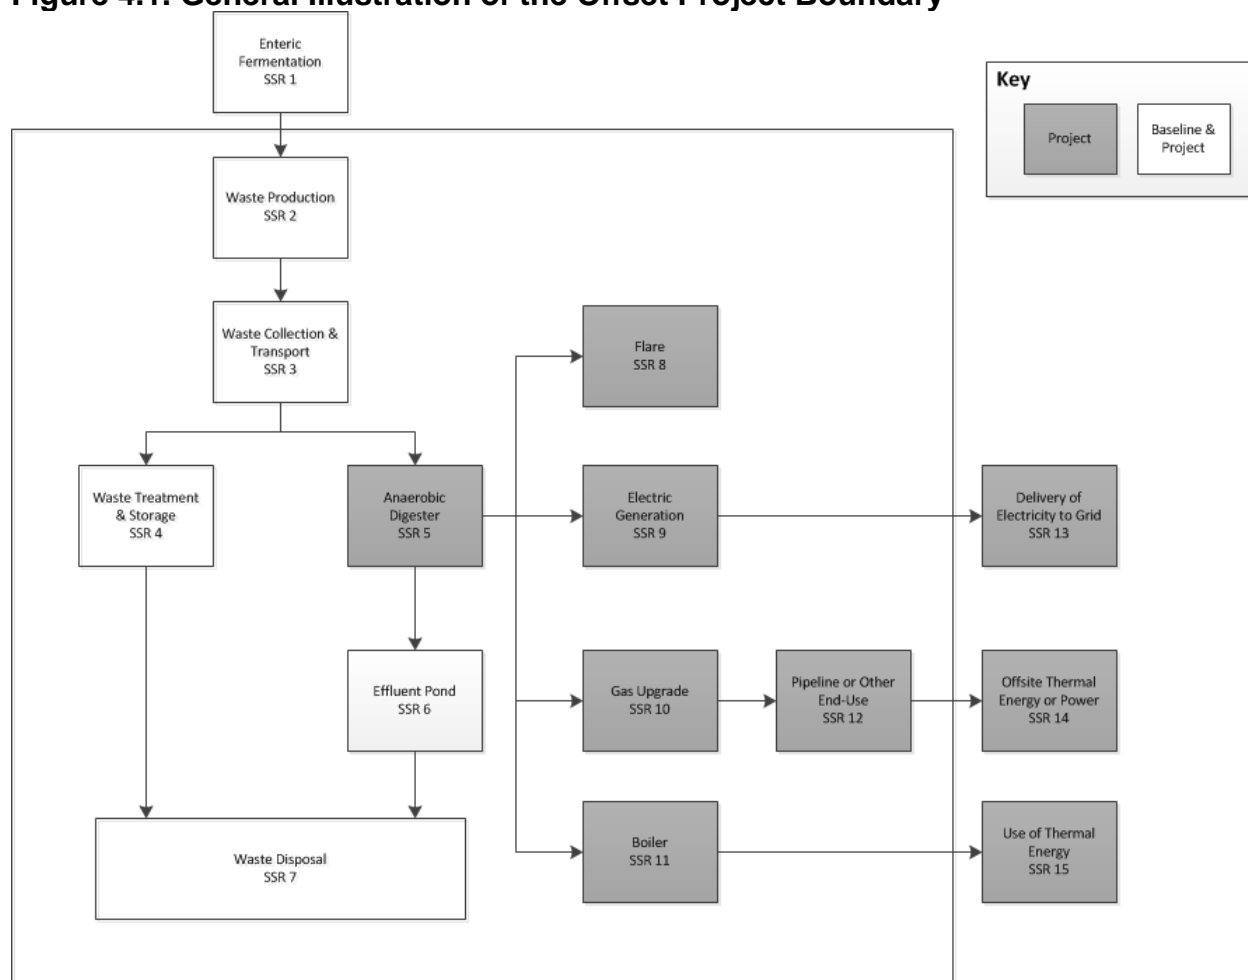 Figure 4.1. General Illustration of the Offset Project Boundary
Enteric
Fermentation
SSR 1
Key
Project
Baseline &
Project
Waste Production
SSR 2
Waste Collection &
Transport
SSR 3
Flare
SSR 8
Waste Treatment
& Storage
SSR 4
Anaerobic
Digester
SSR 5
Electric
Generation
SSR 9
Delivery of
Electricity to Grid
SSR 13
Effluent Pond
SSR 6
Gas Upgrade
SSR 10
Pipeline or Other
End-Use
SSR 12
Offsite Thermal
Energy or Power
SSR 14
Waste Disposal
SSR 7
Boiler
SSR 11
Use of Thermal
Energy
SSR 15